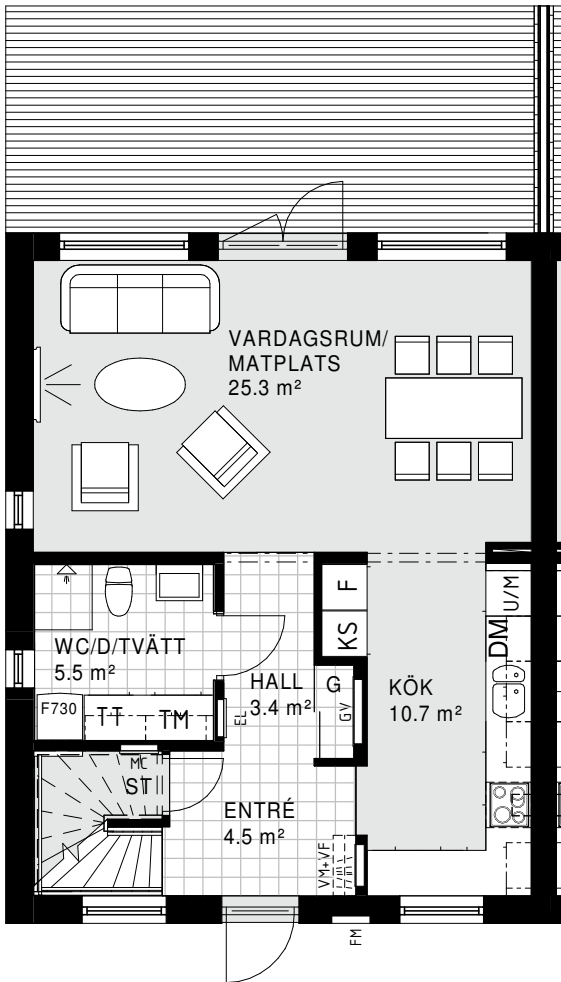 VARDAGSRUM/
MATPLATS
25.3 m²
F
U/M
KS
DM
WC/D/TVÄTT
5.5 m²
HALL
3.4 m²
G
GV
KÖK
10.7 m²
F730
TT
TM
EL
MC
ST
ENTRÉ
4.5 m²
VM+VF
FM